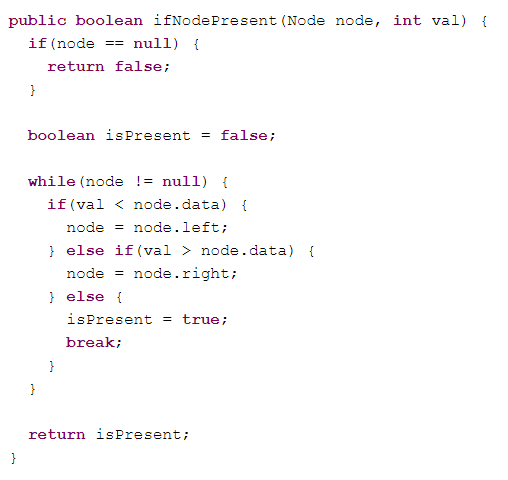 public boolean ifNodePresent(Node node, int val) {
  if(node == null) {
    return false;
  }

  boolean isPresent = false;

  while(node != null) {
    if(val < node.data) {
      node = node.left;
    } else if(val > node.data) {
      node = node.right;
    } else {
      isPresent = true;
      break;
    }
  }

  return isPresent;
}